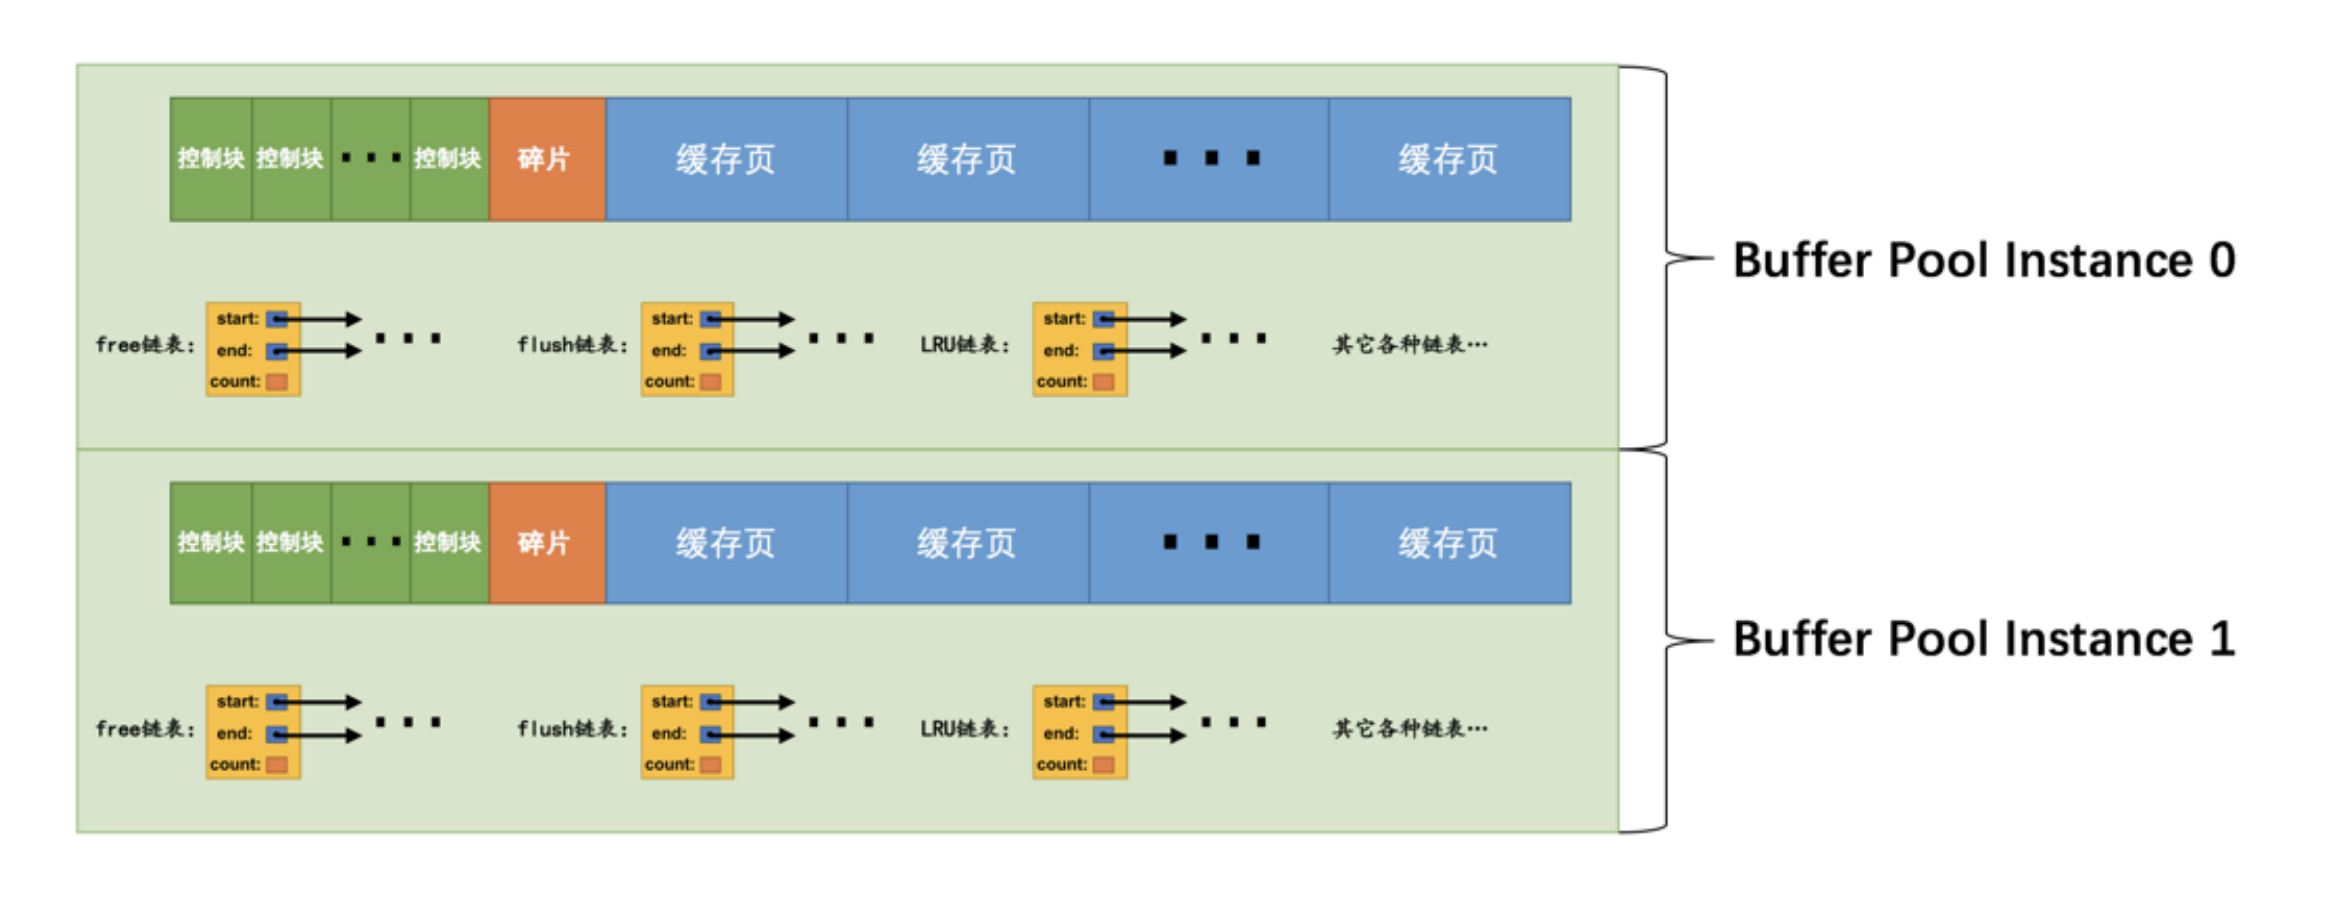 控制块 控制块 ··· 控制块 碎片 缓存页 缓存页 ··· 缓存页
Buffer Pool Instance 0
free链表: start: end: count: ··· flush链表: start: end: count: ··· LRU链表: start: end: count: ··· 其它各种链表…
控制块 控制块 ··· 控制块 碎片 缓存页 缓存页 ··· 缓存页
Buffer Pool Instance 1
free链表: start: end: count: ··· flush链表: start: end: count: ··· LRU链表: start: end: count: ··· 其它各种链表…